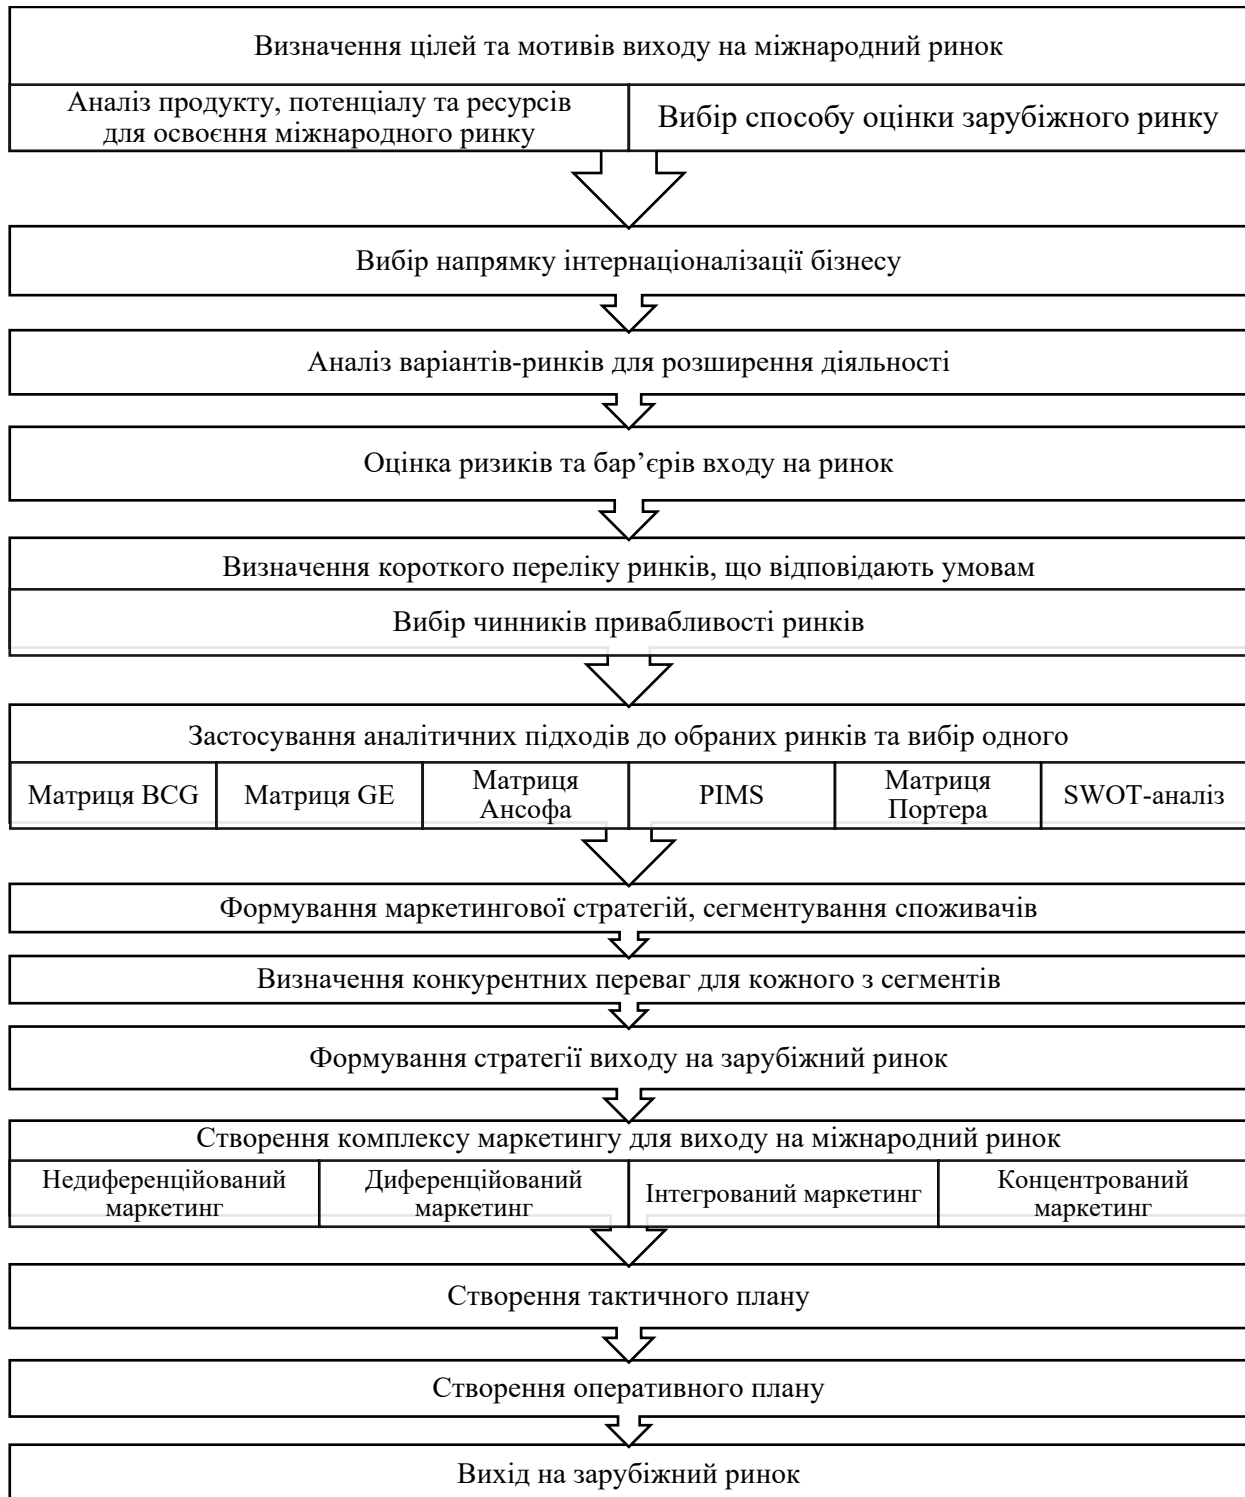 Визначення цілей та мотивів виходу на міжнародний ринок
Аналіз продукту, потенціалу та ресурсів
для освоєння міжнародного ринку
Вибір способу оцінки зарубіжного ринку
Вибір напрямку інтернаціоналізації бізнесу
Аналіз варіантів-ринків для розширення діяльності
Оцінка ризиків та бар’єрів входу на ринок
Визначення короткого переліку ринків, що відповідають умовам
Вибір чинників привабливості ринків
Застосування аналітичних підходів до обраних ринків та вибір одного
Матриця BCG
Матриця GE
Матриця
Ансофа
PIMS
Матриця
Портера
SWOT-аналіз
Формування маркетингової стратегій, сегментування споживачів
Визначення конкурентних переваг для кожного з сегментів
Формування стратегії виходу на зарубіжний ринок
Створення комплексу маркетингу для виходу на міжнародний ринок
Недиференційований
маркетинг
Диференційований
маркетинг
Інтегрований маркетинг
Концентрований
маркетинг
Створення тактичного плану
Створення оперативного плану
Вихід на зарубіжний ринок